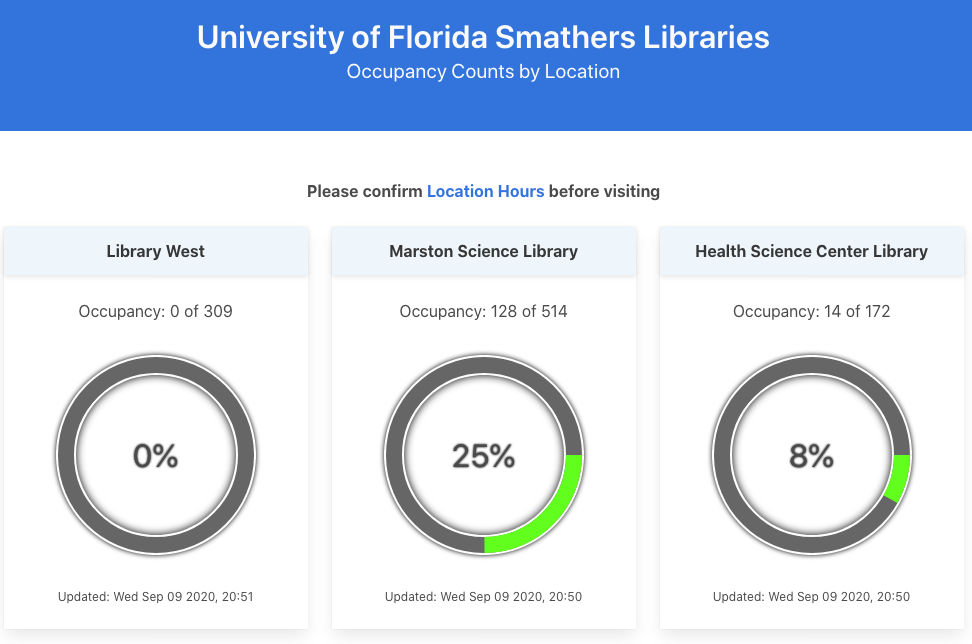 University of Florida Smathers Libraries
Occupancy Counts by Location
Please confirm Location Hours before visiting
Library West
Occupancy: 0 of 309
0%
Updated: Wed Sep 09 2020, 20:51
Marston Science Library
Occupancy: 128 of 514
25%
Updated: Wed Sep 09 2020, 20:50
Health Science Center Library
Occupancy: 14 of 172
8%
Updated: Wed Sep 09 2020, 20:50